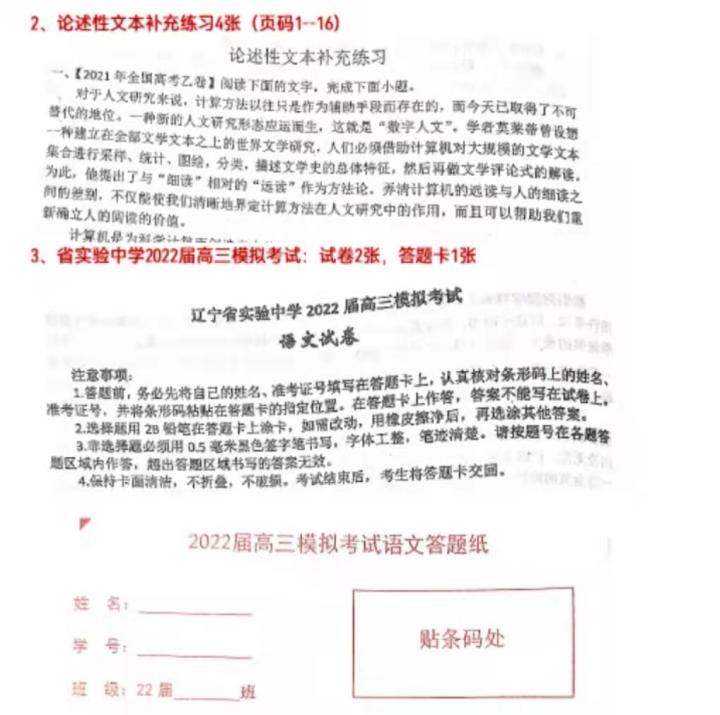 2、论述性文本补充练习4张（页码1--16）
论述性文本补充练习
一、【2021年全国高考乙卷】阅读下面的文字，完成下面小题。
对于人文研究来说，计算方法以往只是作为辅助手段而存在的，而今天已取得了不可
替代的地位。一种新的人文研究形态应运而生，这就是“数字人文”。学者莫莱蒂曾设想
一种建立在全部文学文本之上的世界文学研究，人们必须借助计算机对大规模的文学文本
集合进行采样、统计、图绘，分类，描述文学史的总体特征，然后再做文学评论式的解读。
为此，他提出了与“细读”相对的“远读”作为方法论。弄清计算机的远读与人的细读之
间的差别，不仅能使我们清晰地界定计算方法在人文研究中的作用，而且可以帮助我们重
新确立人的阅读的价值。
计算机是为科学计算而创造
3、省实验中学2022届高三模拟考试：试卷2张，答题卡1张
辽宁省实验中学2022届高三模拟考试
语文试卷
注意事项：
1.答题前，务必先将自己的姓名、准考证号填写在答题卡上，认真核对条形码上的姓名、
准考证号，并将条形码粘贴在答题卡的指定位置。在答题卡上作答，答案不能写在试卷上。
2.选择题用2B铅笔在答题卡上涂卡，如需改动，用橡皮擦净后，再选涂其他答案。
3.非选择题必须用0.5毫米黑色签字笔书写，字体工整，笔迹清楚。请按题号在各题答
题区域内作答，超出答题区域书写的答案无效。
4.保持卡面清洁，不折叠，不破损。考试结束后，考生将答题卡交回。
2022届高三模拟考试语文答题纸
姓 名：
学 号：
贴条码处
班 级：22届 班